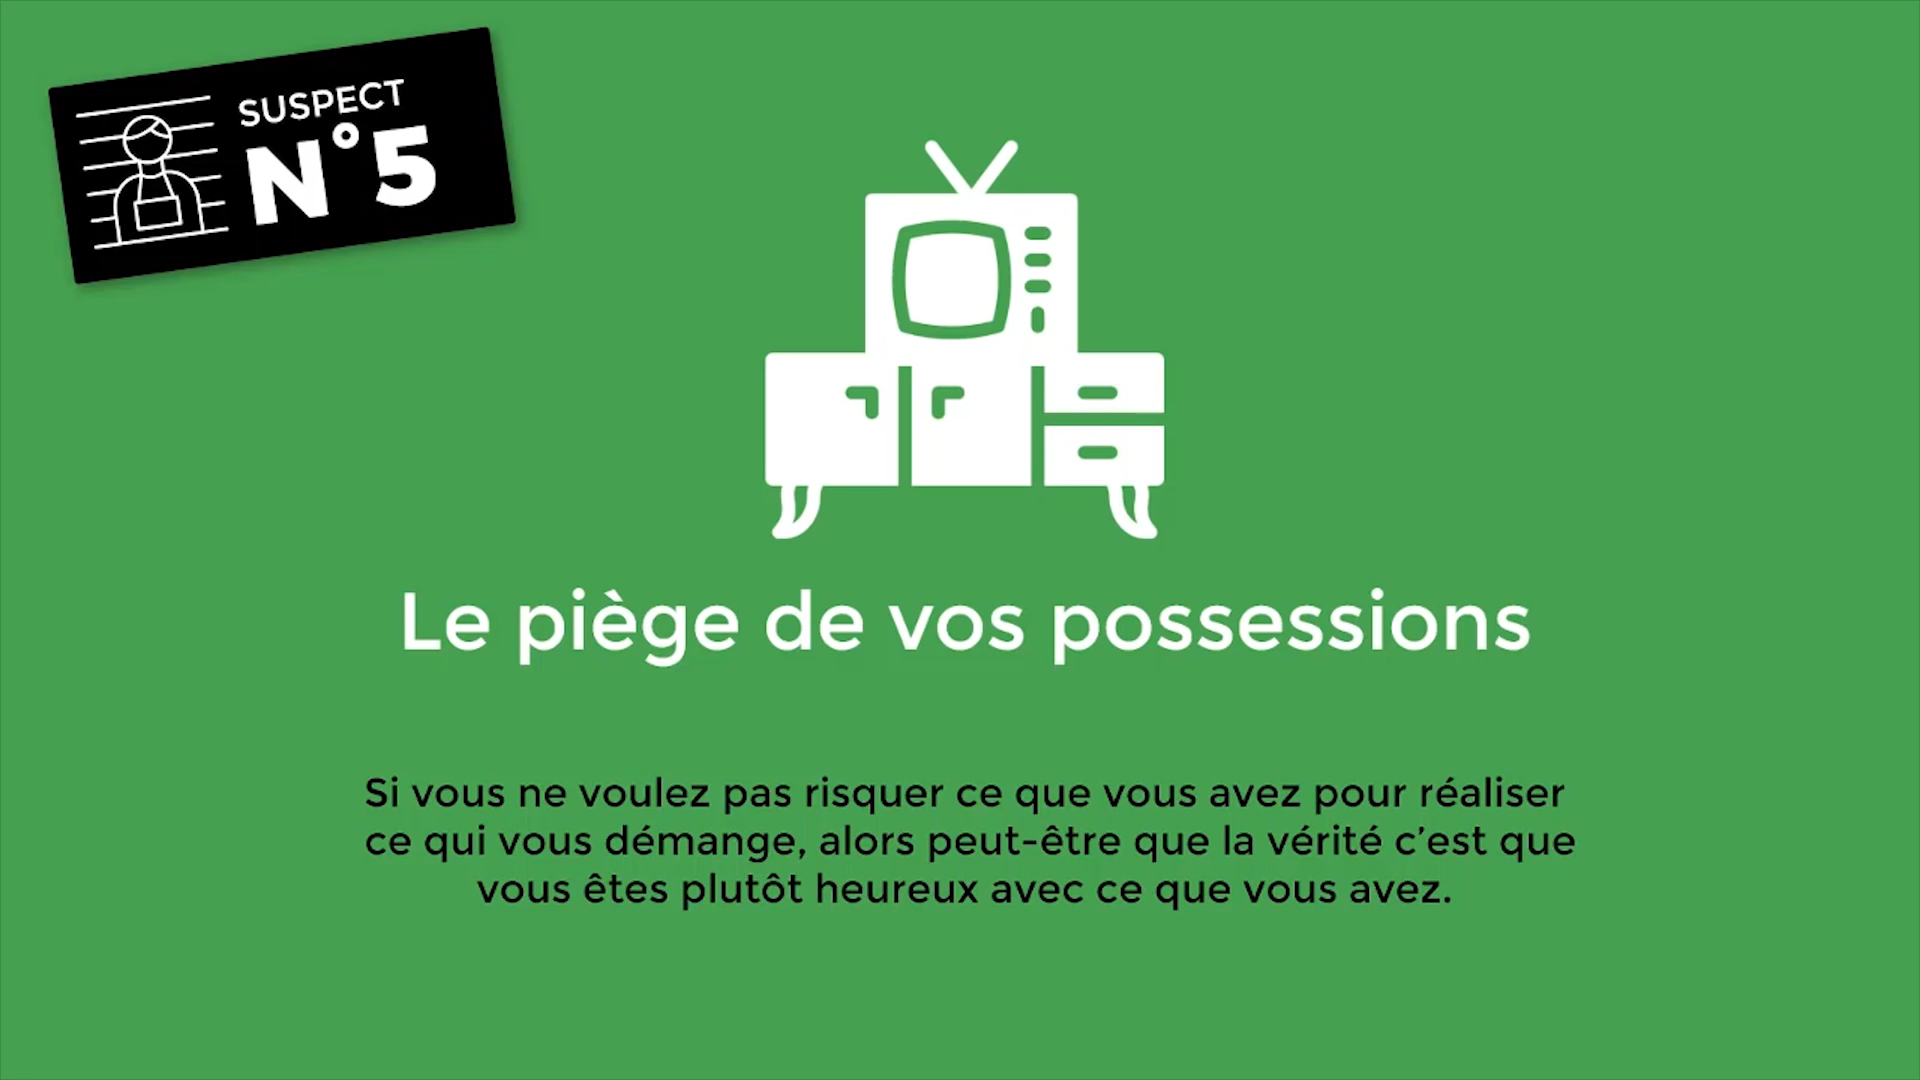 SUSPECT
N°5
Le piège de vos possessions
Si vous ne voulez pas risquer ce que vous avez pour réaliser
ce qui vous démange, alors peut-être que la vérité c’est que
vous êtes plutôt heureux avec ce que vous avez.